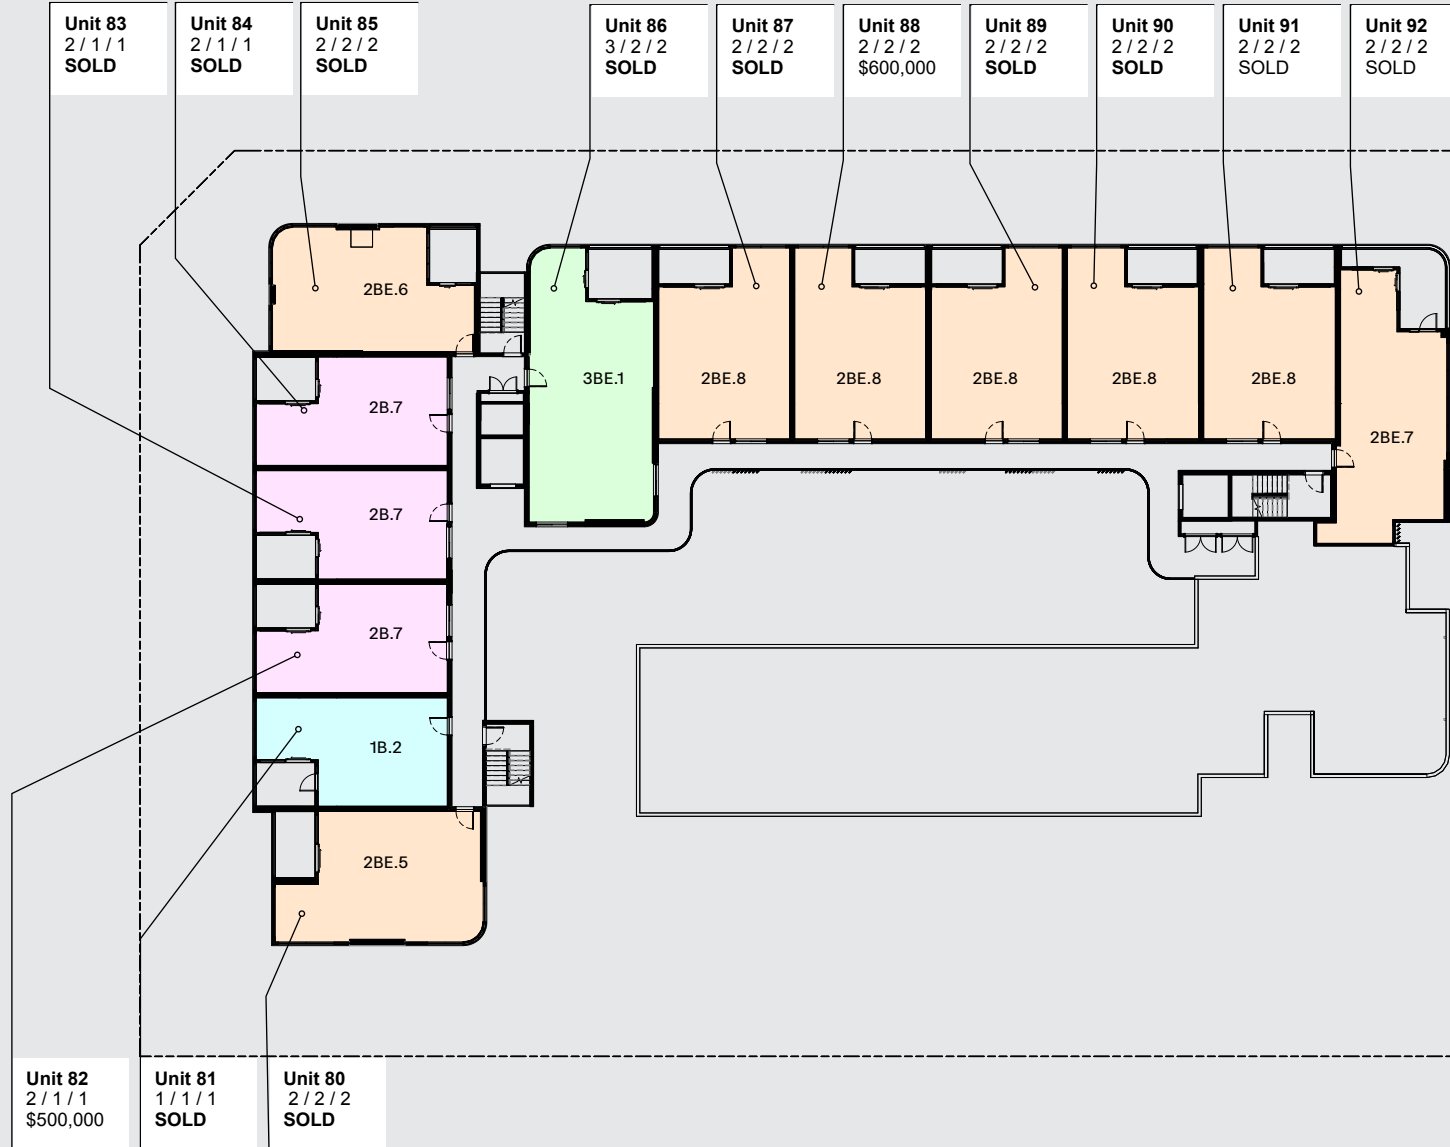 Unit 83
2 / 1 / 1
SOLD
Unit 84
2 / 1 / 1
SOLD
Unit 85
2 / 2 / 2
SOLD
Unit 86
3 / 2 / 2
SOLD
Unit 87
2 / 2 / 2
SOLD
Unit 88
2 / 2 / 2
$600,000
Unit 89
2 / 2 / 2
SOLD
Unit 90
2 / 2 / 2
SOLD
Unit 91
2 / 2 / 2
SOLD
Unit 92
2 / 2 / 2
SOLD
2BE.6
3BE.1
2BE.8
2BE.8
2BE.8
2BE.8
2BE.8
2B.7
2BE.7
2B.7
2B.7
1B.2
2BE.5
Unit 82
2 / 1 / 1
$500,000
Unit 81
1 / 1 / 1
SOLD
Unit 80
2 / 2 / 2
SOLD